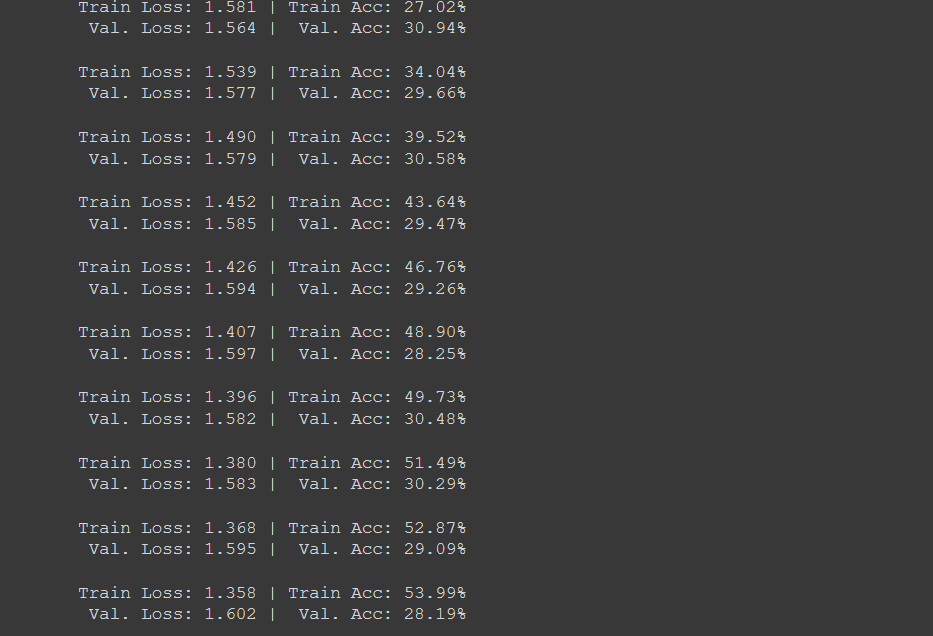 Train Loss: 1.581 | Train Acc: 27.02%
Val. Loss: 1.564 | Val. Acc: 30.94%
Train Loss: 1.539 | Train Acc: 34.04%
Val. Loss: 1.577 | Val. Acc: 29.66%
Train Loss: 1.490 | Train Acc: 39.52%
Val. Loss: 1.579 | Val. Acc: 30.58%
Train Loss: 1.452 | Train Acc: 43.64%
Val. Loss: 1.585 | Val. Acc: 29.47%
Train Loss: 1.426 | Train Acc: 46.76%
Val. Loss: 1.594 | Val. Acc: 29.26%
Train Loss: 1.407 | Train Acc: 48.90%
Val. Loss: 1.597 | Val. Acc: 28.25%
Train Loss: 1.396 | Train Acc: 49.73%
Val. Loss: 1.582 | Val. Acc: 30.48%
Train Loss: 1.380 | Train Acc: 51.49%
Val. Loss: 1.583 | Val. Acc: 30.29%
Train Loss: 1.368 | Train Acc: 52.87%
Val. Loss: 1.595 | Val. Acc: 29.09%
Train Loss: 1.358 | Train Acc: 53.99%
Val. Loss: 1.602 | Val. Acc: 28.19%